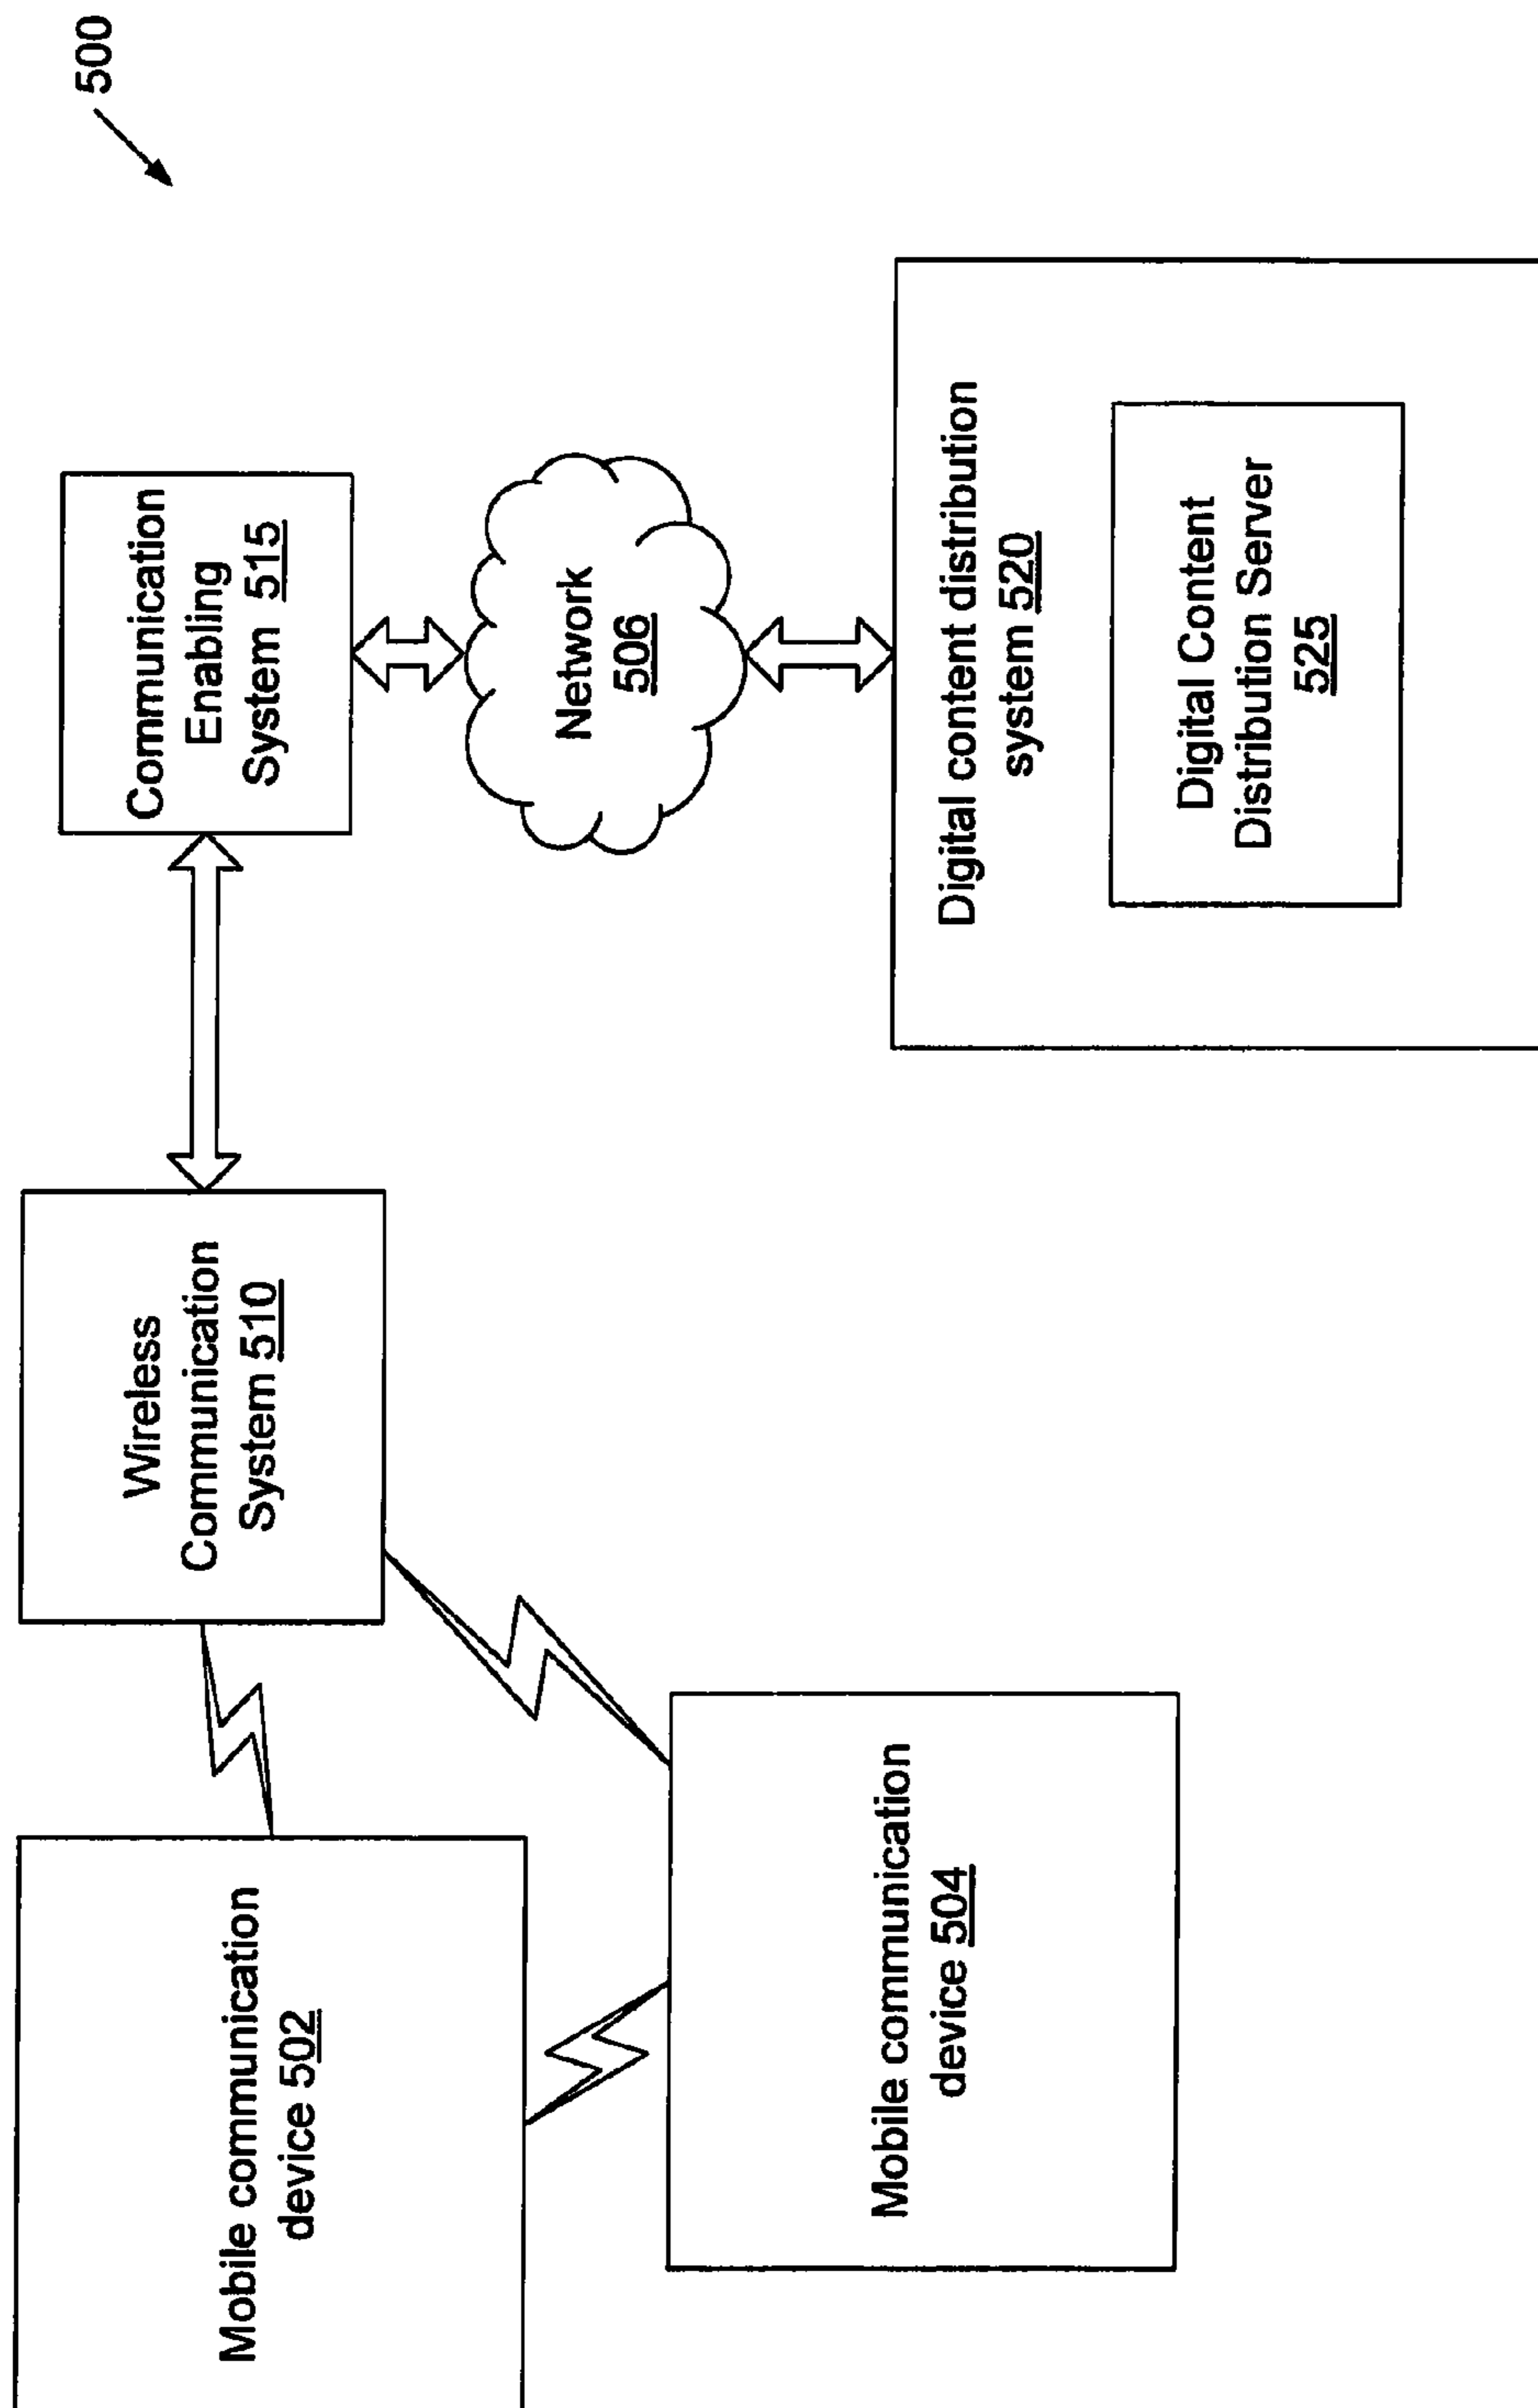 500
Mobile communication
device 502
Wireless
Communication
System 510
Communication
Enabling
System 515
Network
506
Mobile communication
device 504
Digital content distribution
system 520
Digital Content
Distribution Server
525